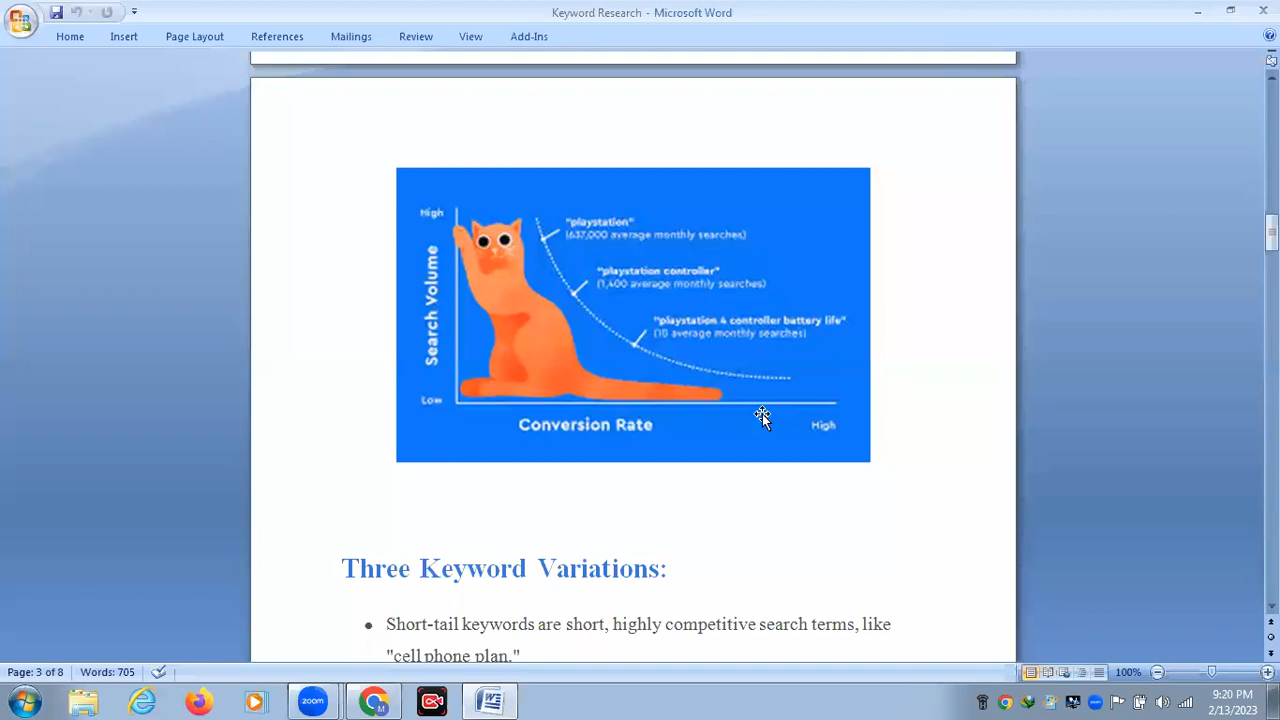 Keyword Research - Microsoft Word
Home Insert Page Layout References Mailings Review View Add-Ins
High
"playstation"
(637,000 average monthly searches)
Search Volume
"playstation controller"
(1,400 average monthly searches)
"playstation 4 controller battery life"
(10 average monthly searches)
Low
Conversion Rate
High
Three Keyword Variations:
Short-tail keywords are short, highly competitive search terms, like
"cell phone plan."
Page: 3 of 8 Words: 705 100%
zoom
9:20 PM
2/13/2023